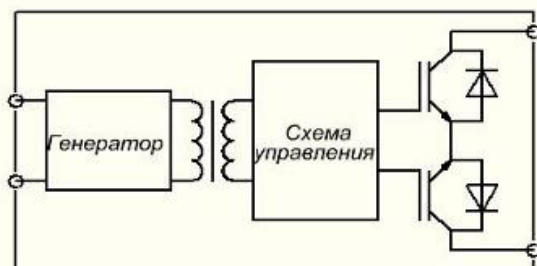 Генератор
Схема
управления